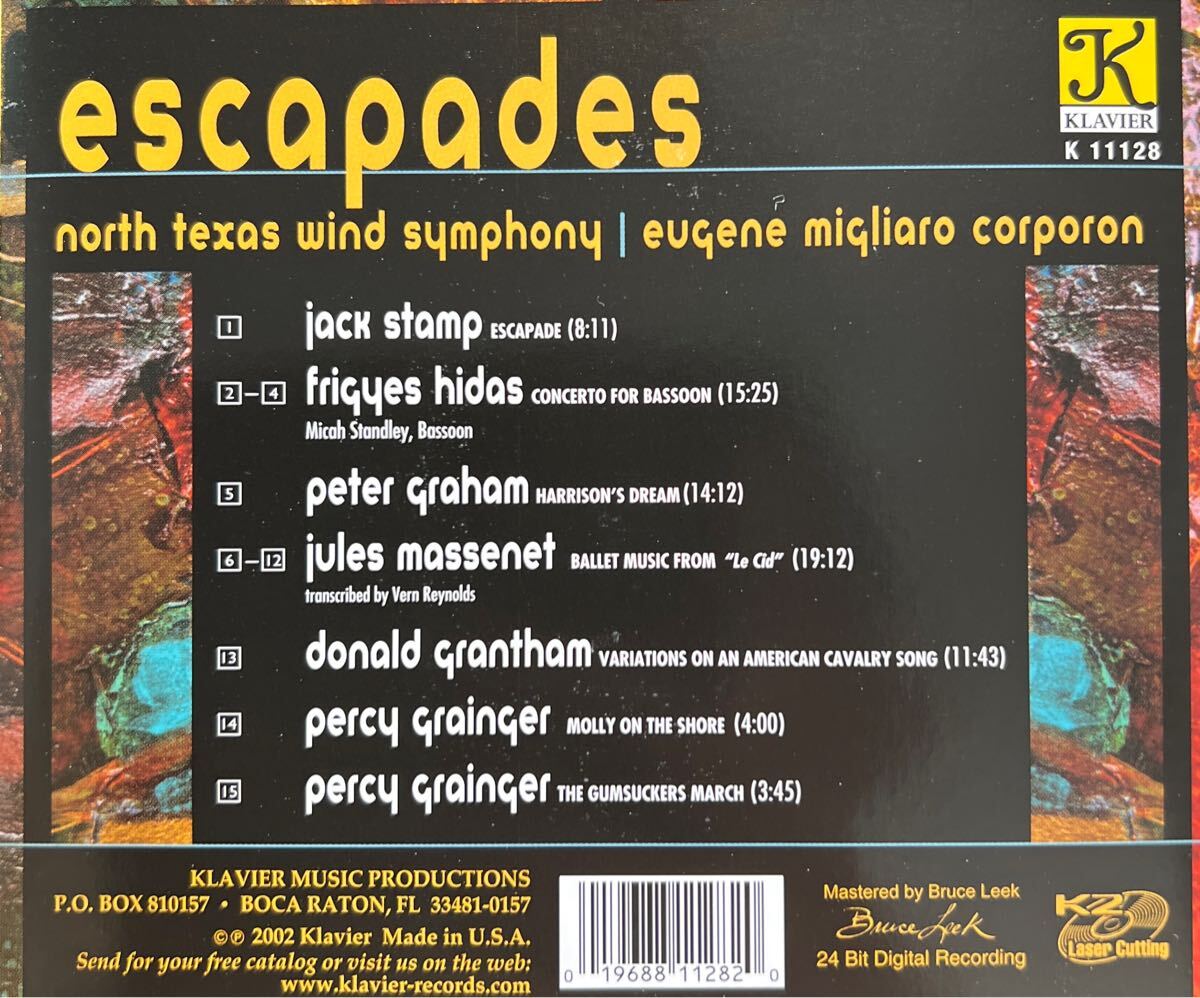 escapades
K
KLAVIER
K 11128
north texas wind symphony | eugene migliaro corporon
1 jack stamp ESCAPADE (8:11)
2-4 frigyes hidas CONCERTO FOR BASSOON (15:25)
Micah Standley, Bassoon
5 peter graham HARRISON'S DREAM (14:12)
6-12 jules massenet BALLET MUSIC FROM "Le Cid" (19:12)
transcribed by Vern Reynolds
13 donald grantham VARIATIONS ON AN AMERICAN CAVALRY SONG (11:43)
14 percy grainger MOLLY ON THE SHORE (4:00)
15 percy grainger THE GUMSUCKERS MARCH (3:45)
KLAVIER MUSIC PRODUCTIONS
P.O. BOX 810157 • BOCA RATON, FL 33481-0157
©℗ 2002 Klavier Made in U.S.A.
Send for your free catalog or visit us on the web:
www.klavier-records.com
0 19688 11282 0
Mastered by Bruce Leek
Bruce Leek
24 Bit Digital Recording
K2
Laser Cutting